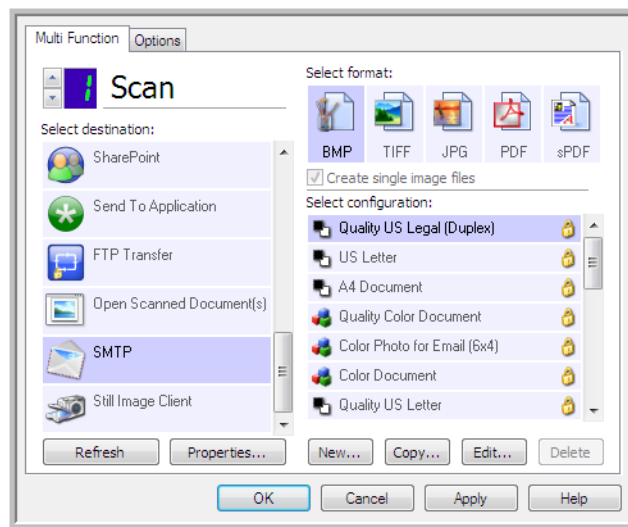 Multi Function
Options
1
Scan
Select destination:
SharePoint
Send To Application
FTP Transfer
Open Scanned Document(s)
SMTP
Still Image Client
Refresh
Properties...
Select format:
BMP
TIFF
JPG
PDF
sPDF
Create single image files
Select configuration:
Quality US Legal (Duplex)
US Letter
A4 Document
Quality Color Document
Color Photo for Email (6x4)
Color Document
Quality US Letter
New...
Copy...
Edit...
Delete
OK
Cancel
Apply
Help